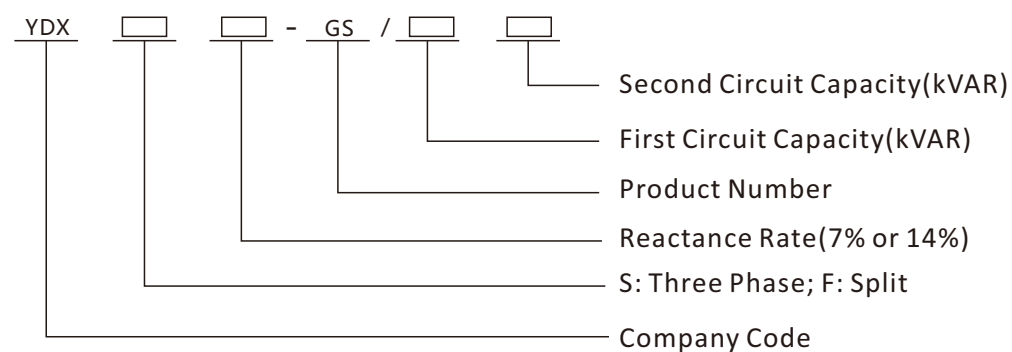 YDX - GS /
Second Circuit Capacity(kVAR)
First Circuit Capacity(kVAR)
Product Number
Reactance Rate(7% or 14%)
S: Three Phase; F: Split
Company Code